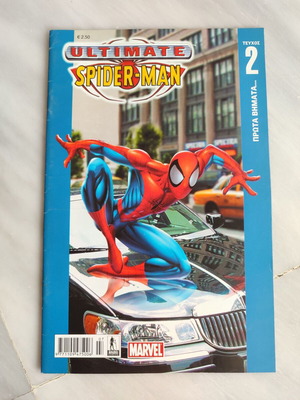 € 2.50
ULTIMATE
SPIDER-MAN
ΤΕΥΧΟΣ
2
ΠΡΩΤΑ ΒΗΜΑΤΑ...
MARVEL